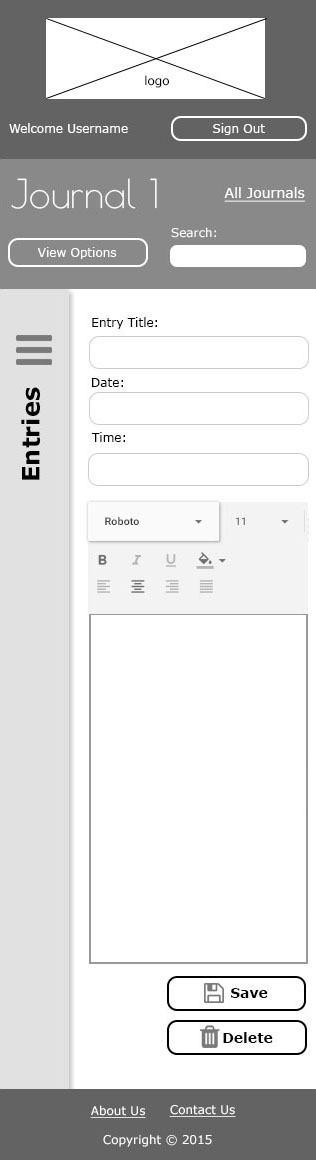 logo
Welcome Username
Sign Out
Journal 1
All Journals
View Options
Search:
Entries
Entry Title:
Date:
Time:
Roboto 11
B I U
Save
Delete
About Us Contact Us
Copyright © 2015